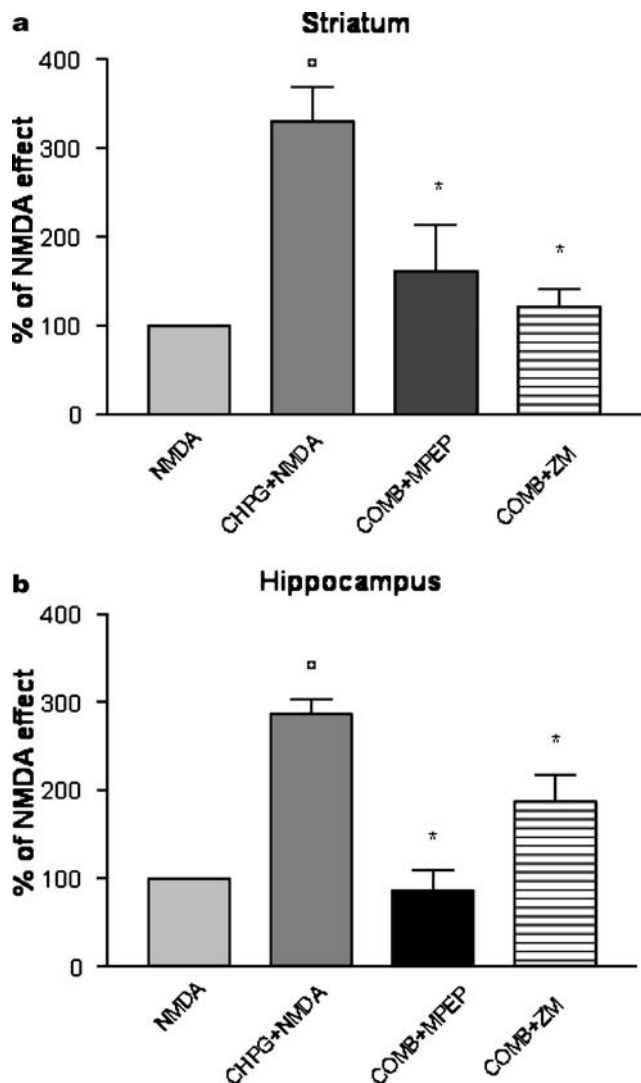 a
Striatum
% of NMDA effect
400
300
200
100
0
¤
*
*
NMDA
CHPG+NMDA
COMB+MPEP
COMB+ZM
b
Hippocampus
% of NMDA effect
400
300
200
100
0
¤
*
*
NMDA
CHPG+NMDA
COMB+MPEP
COMB+ZM